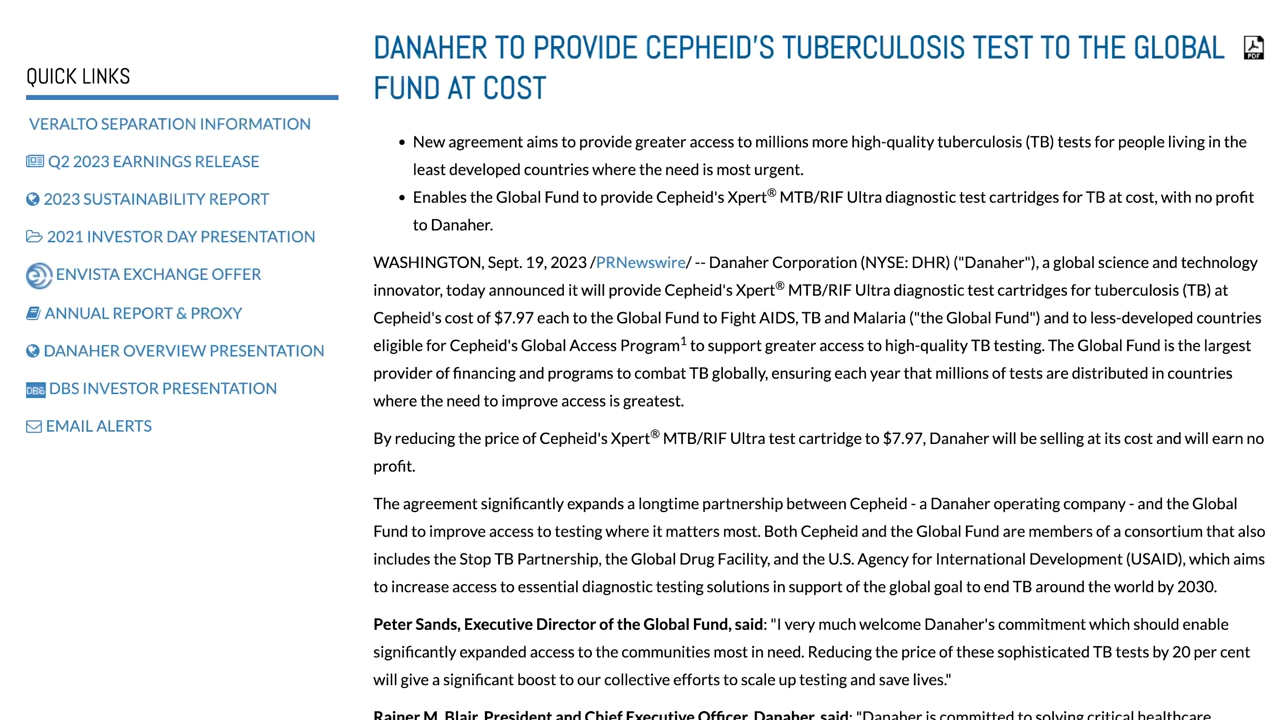 DANAHER TO PROVIDE CEPHEID'S TUBERCULOSIS TEST TO THE GLOBAL
FUND AT COST
PDF
QUICK LINKS
VERALTO SEPARATION INFORMATION
Q2 2023 EARNINGS RELEASE
2023 SUSTAINABILITY REPORT
2021 INVESTOR DAY PRESENTATION
ENVISTA EXCHANGE OFFER
ANNUAL REPORT & PROXY
DANAHER OVERVIEW PRESENTATION
DBS DBS INVESTOR PRESENTATION
EMAIL ALERTS
• New agreement aims to provide greater access to millions more high-quality tuberculosis (TB) tests for people living in the
least developed countries where the need is most urgent.
• Enables the Global Fund to provide Cepheid's Xpert® MTB/RIF Ultra diagnostic test cartridges for TB at cost, with no profit
to Danaher.
WASHINGTON, Sept. 19, 2023 /PRNewswire/ -- Danaher Corporation (NYSE: DHR) ("Danaher"), a global science and technology
innovator, today announced it will provide Cepheid's Xpert® MTB/RIF Ultra diagnostic test cartridges for tuberculosis (TB) at
Cepheid's cost of $7.97 each to the Global Fund to Fight AIDS, TB and Malaria ("the Global Fund") and to less-developed countries
eligible for Cepheid's Global Access Program¹ to support greater access to high-quality TB testing. The Global Fund is the largest
provider of financing and programs to combat TB globally, ensuring each year that millions of tests are distributed in countries
where the need to improve access is greatest.
By reducing the price of Cepheid's Xpert® MTB/RIF Ultra test cartridge to $7.97, Danaher will be selling at its cost and will earn no
profit.
The agreement significantly expands a longtime partnership between Cepheid - a Danaher operating company - and the Global
Fund to improve access to testing where it matters most. Both Cepheid and the Global Fund are members of a consortium that also
includes the Stop TB Partnership, the Global Drug Facility, and the U.S. Agency for International Development (USAID), which aims
to increase access to essential diagnostic testing solutions in support of the global goal to end TB around the world by 2030.
Peter Sands, Executive Director of the Global Fund, said: "I very much welcome Danaher's commitment which should enable
significantly expanded access to the communities most in need. Reducing the price of these sophisticated TB tests by 20 per cent
will give a significant boost to our collective efforts to scale up testing and save lives."
Rainer M. Blair, President and Chief Executive Officer, Danaher, said: "Danaher is committed to solving critical healthcare